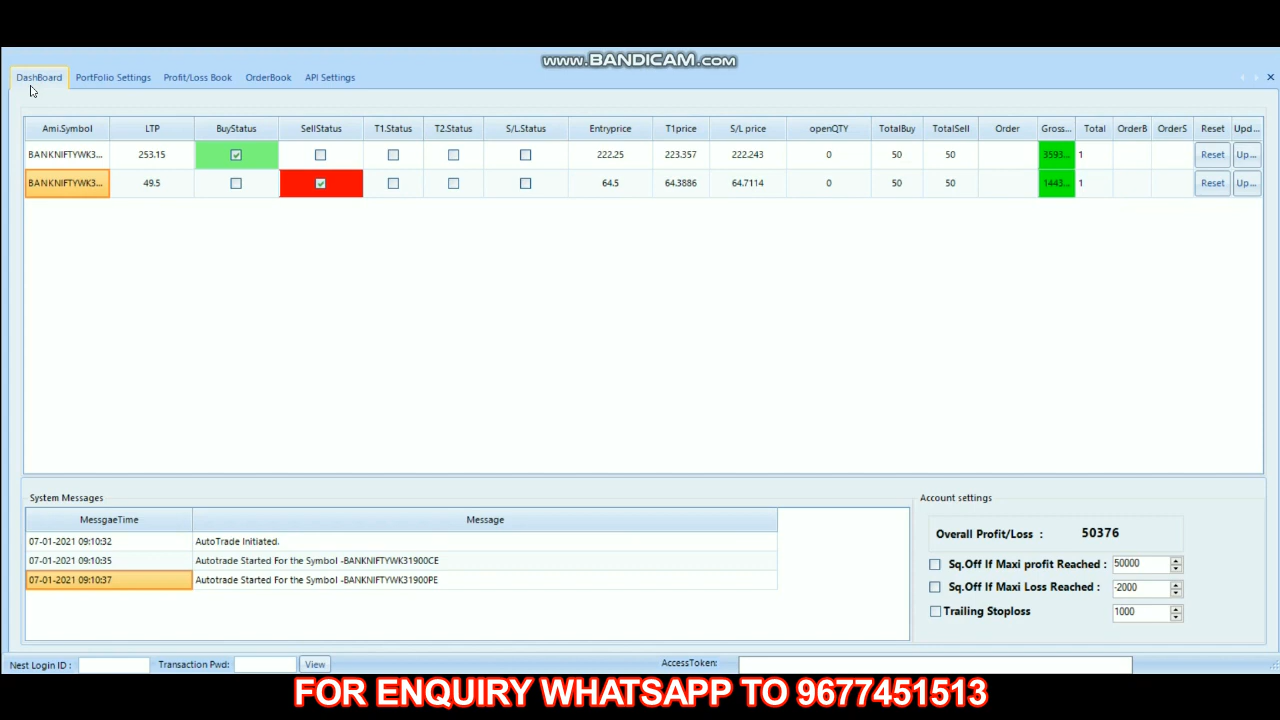 www.BANDICAM.com
DashBoard PortFolio Settings Profit/Loss Book OrderBook API Settings
Ami.Symbol LTP BuyStatus SellStatus T1.Status T2.Status S/L.Status Entryprice T1price S/L price openQTY TotalBuy TotalSell Order Gross... Total OrderB OrderS Reset Upd...
BANKNIFTYWK3... 253.15 222.25 223.357 222.243 0 50 50 3593... 1 Reset Up...
BANKNIFTYWK3... 49.5 64.5 64.3886 64.7114 0 50 50 1443... 1 Reset Up...
System Messages
MessgaeTime Message
07-01-2021 09:10:32 AutoTrade Initiated.
07-01-2021 09:10:35 Autotrade Started For the Symbol -BANKNIFTYWK31900CE
07-01-2021 09:10:37 Autotrade Started For the Symbol -BANKNIFTYWK31900PE
Account settings
Overall Profit/Loss : 50376
Sq.Off If Maxi profit Reached : 50000
Sq.Off If Maxi Loss Reached : -2000
Trailing Stoploss 1000
Nest Login ID : Transaction Pwd: View AccessToken:
FOR ENQUIRY WHATSAPP TO 9677451513